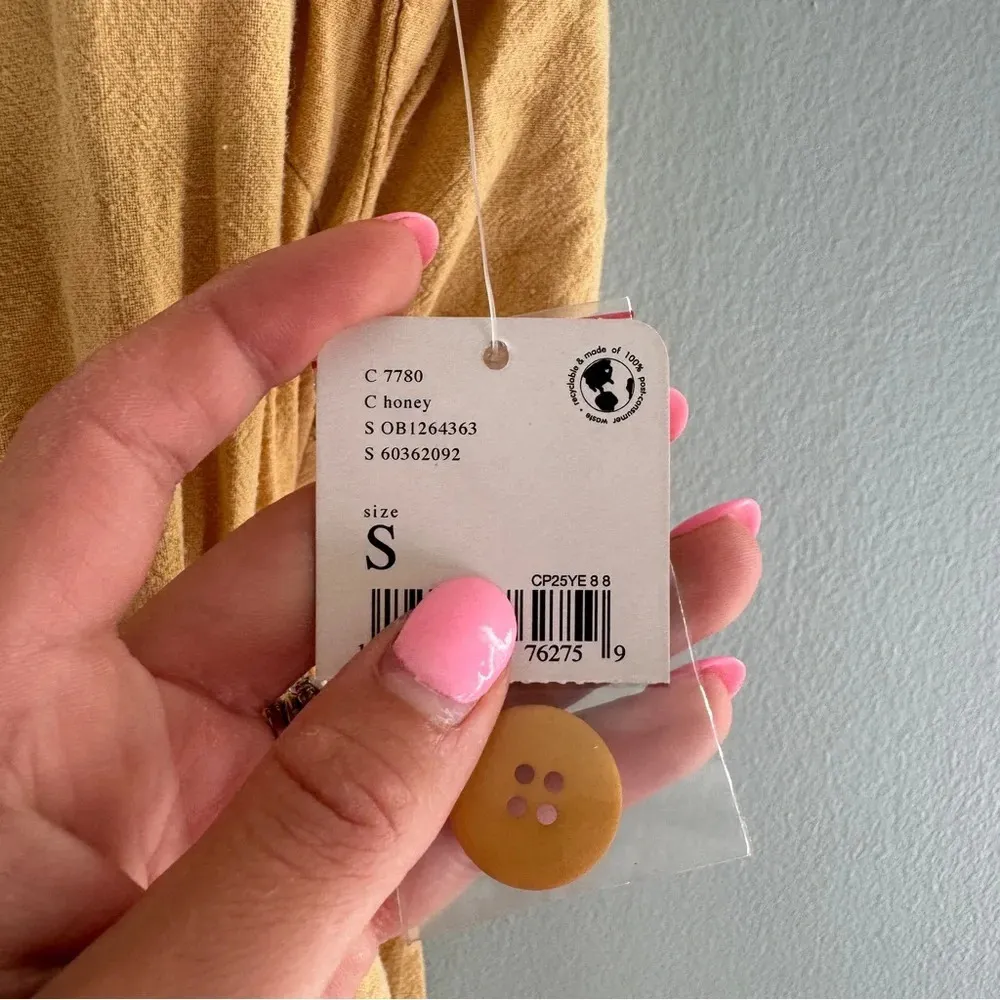 C 7780
C honey
S OB1264363
S 60362092
recyclable & made of 100% post-consumer waste •
size
S
CP25YE 8 8
76275 9